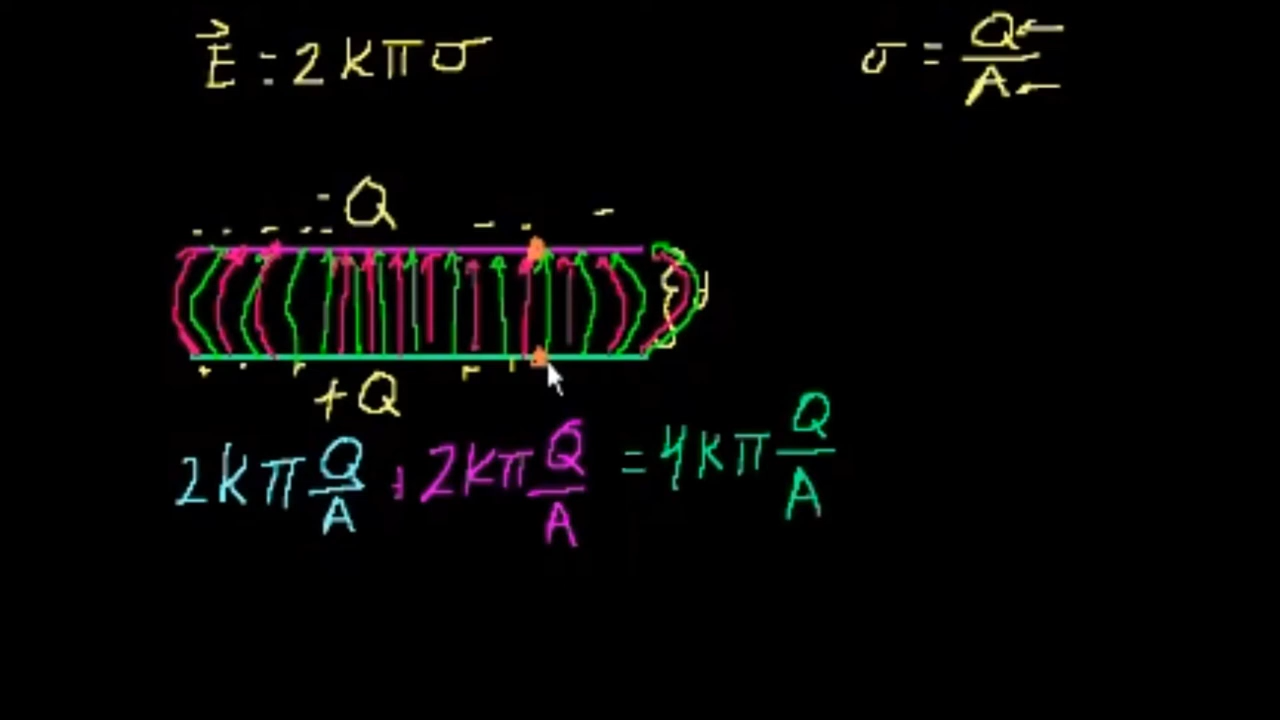 E⃗ = 2kπσ
σ = Q/A
-Q
d
+Q
2kπ Q/A + 2kπ Q/A = 4kπ Q/A